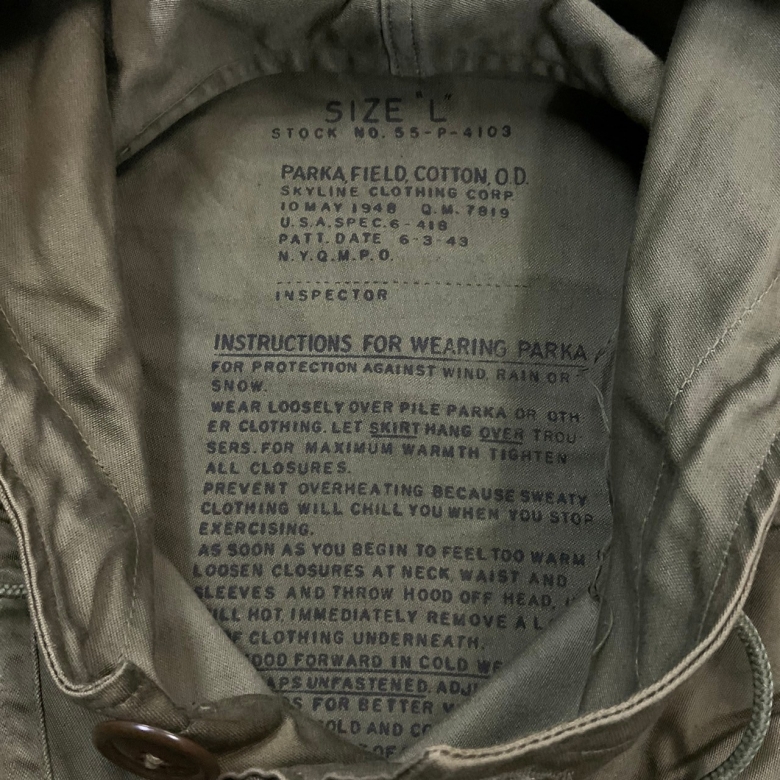 SIZE "L"
STOCK NO. 55-P-4103
PARKA, FIELD, COTTON, O.D.
SKYLINE CLOTHING CORP.
10 MAY 1948 Q.M. 7819
U.S.A. SPEC. 6-418
PATT. DATE 6-3-43
N.Y.Q.M.P.O.
INSPECTOR
INSTRUCTIONS FOR WEARING PARKA
FOR PROTECTION AGAINST WIND, RAIN OR
SNOW.
WEAR LOOSELY OVER PILE PARKA OR OTH
ER CLOTHING. LET SKIRT HANG OVER TROU-
SERS. FOR MAXIMUM WARMTH TIGHTEN
ALL CLOSURES.
PREVENT OVERHEATING BECAUSE SWEATY
CLOTHING WILL CHILL YOU WHEN YOU STOP
EXERCISING.
AS SOON AS YOU BEGIN TO FEEL TOO WARM
LOOSEN CLOSURES AT NECK, WAIST AND
SLEEVES AND THROW HOOD OFF HEAD,
HOT, IMMEDIATELY REMOVE A
CLOTHING UNDERNEATH.
FORWARD IN COLD
UNFASTENED,
FOR BETTER
AND
OF